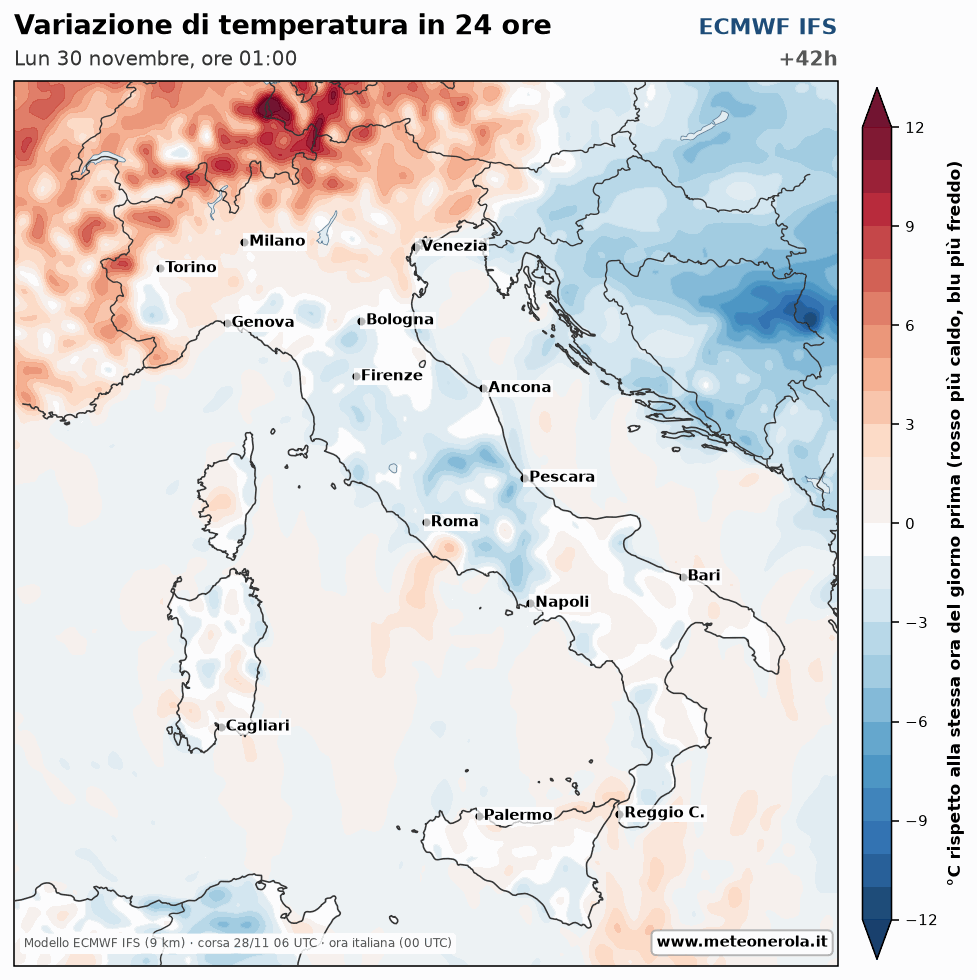 Variazione di temperatura in 24 ore
ECMWF IFS
Lun 30 novembre, ore 01:00
+42h
Milano
Venezia
Torino
Genova
Bologna
Firenze
Ancona
Pescara
Roma
Bari
Napoli
Cagliari
Palermo
Reggio C.
12
9
6
3
0
−3
−6
−9
−12
°C rispetto alla stessa ora del giorno prima (rosso più caldo, blu più freddo)
Modello ECMWF IFS (9 km) · corsa 28/11 06 UTC · ora italiana (00 UTC)
www.meteonerola.it